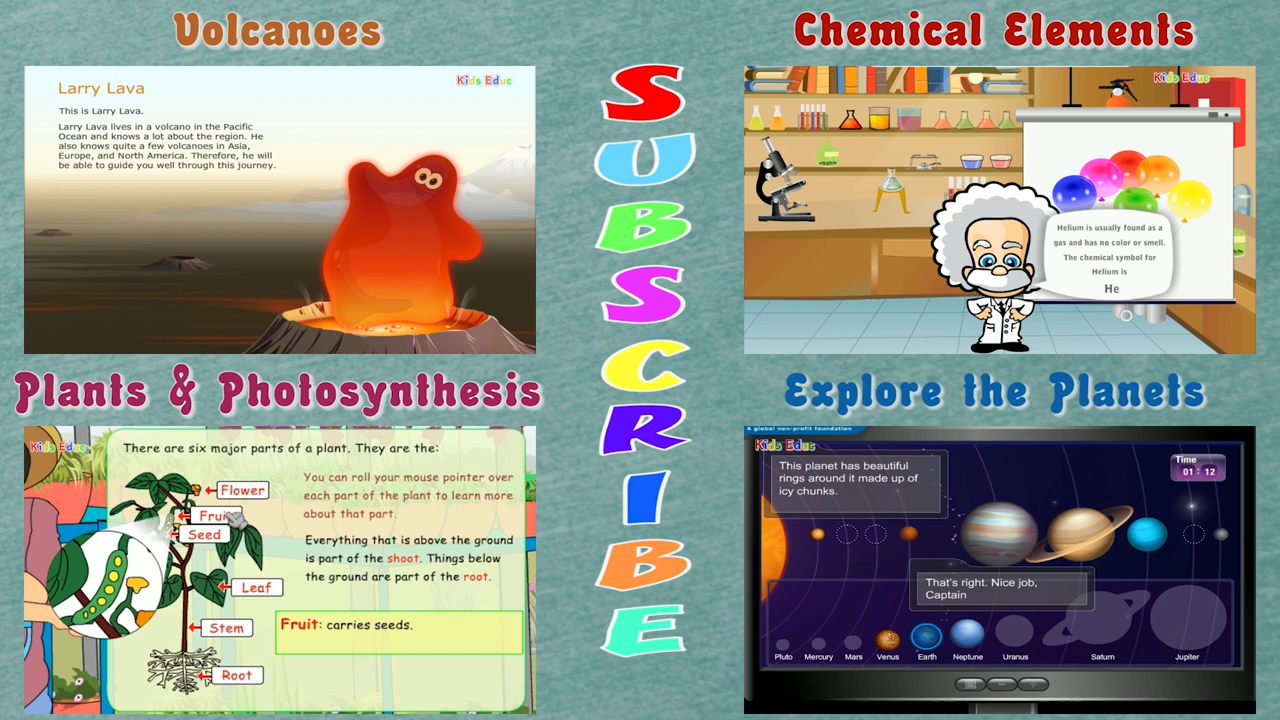 Volcanoes
Kids Educ
Larry Lava
This is Larry Lava.
Larry Lava lives in a volcano in the Pacific
Ocean and knows a lot about the region. He
also knows quite a few volcanoes in Asia,
Europe, and North America. Therefore, he will
be able to guide you well through this journey.
SUBSCRIBE
Chemical Elements
Kids Educ
Helium is usually found as a
gas and has no color or smell.
The chemical symbol for
Helium is
He
Plants & Photosynthesis
Kids Educ
There are six major parts of a plant. They are the:
You can roll your mouse pointer over
each part of the plant to learn more
about that part.
Everything that is above the ground
is part of the shoot. Things below
the ground are part of the root.
Flower
Fruit
Seed
Leaf
Stem
Root
Fruit: carries seeds.
Explore the Planets
A global non-profit foundation
Kids Educ
This planet has beautiful
rings around it made up of
icy chunks.
Time
01 : 12
That's right. Nice job,
Captain
Pluto Mercury Mars Venus Earth Neptune Uranus Saturn Jupiter